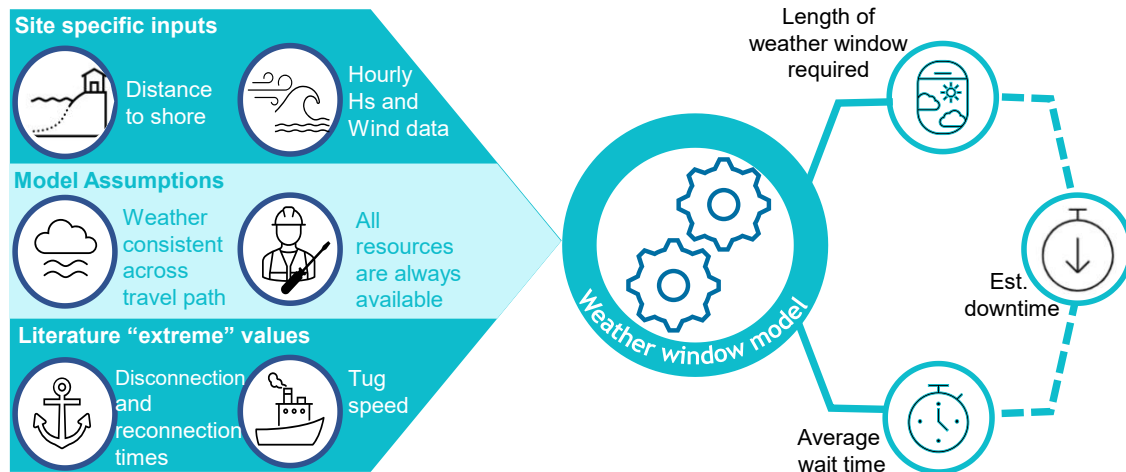 Site specific inputs
Distance
to shore
Hourly
Hs and
Wind data
Model Assumptions
Weather
consistent
across
travel path
All
resources
are always
available
Literature “extreme” values
Disconnection
and
reconnection
times
Tug
speed
Weather window model
Length of
weather window
required
Est.
downtime
Average
wait time